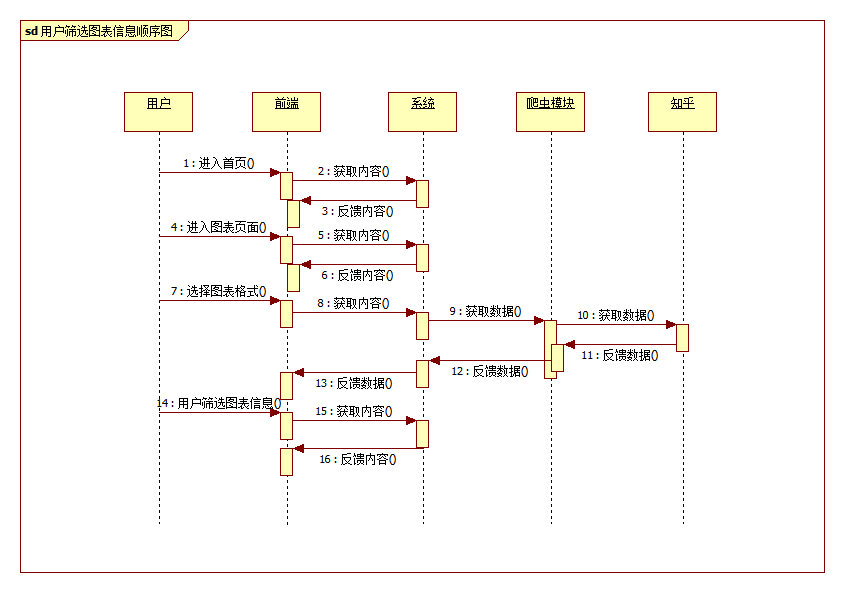 sd 用户筛选图表信息顺序图
用户
前端
系统
爬虫模块
知乎
1 : 进入首页()
2 : 获取内容()
3 : 反馈内容()
4 : 进入图表页面()
5 : 获取内容()
6 : 反馈内容()
7 : 选择图表格式()
8 : 获取内容()
9 : 获取数据()
10 : 获取数据()
11 : 反馈数据()
12 : 反馈数据()
13 : 反馈数据()
14 : 用户筛选图表信息()
15 : 获取内容()
16 : 反馈内容()